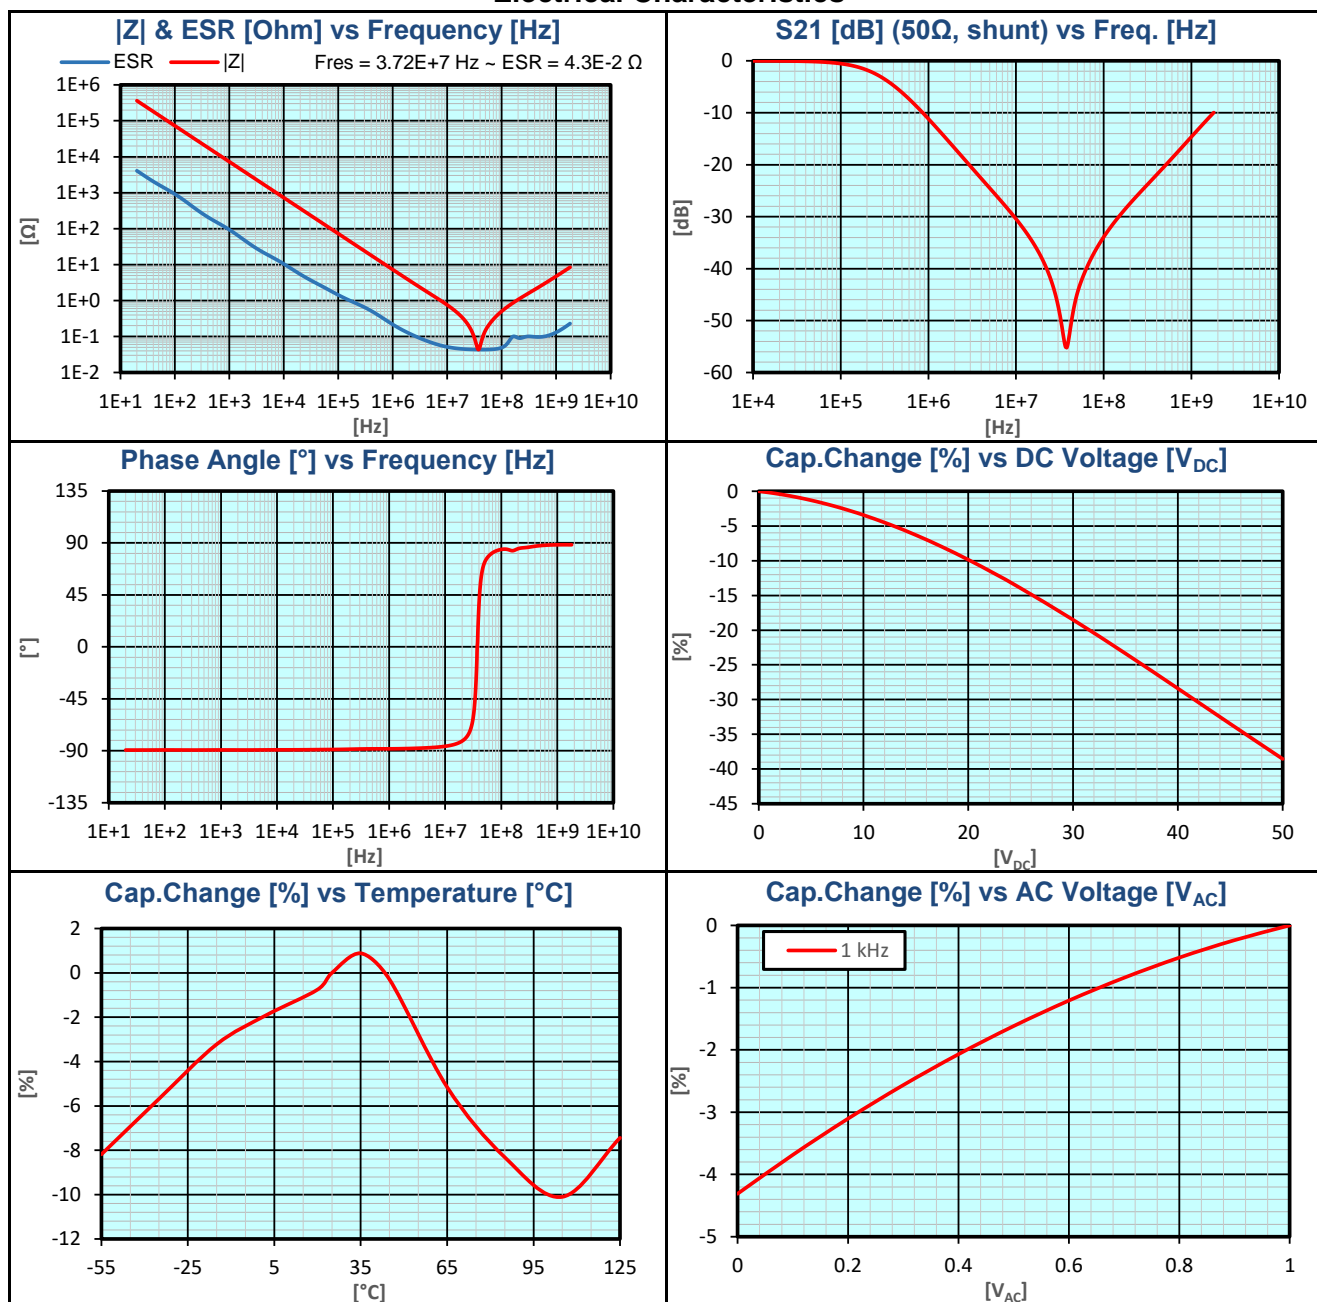 |Z| & ESR [Ohm] vs Frequency [Hz]
ESR |Z| Fres = 3.72E+7 Hz ~ ESR = 4.3E-2 Ω
1E+6
1E+5
1E+4
1E+3
1E+2
1E+1
1E+0
1E-1
1E-2
[Ω]
1E+1 1E+2 1E+3 1E+4 1E+5 1E+6 1E+7 1E+8 1E+9 1E+10
[Hz]
S21 [dB] (50Ω, shunt) vs Freq. [Hz]
0
-10
-20
-30
-40
-50
-60
[dB]
1E+4 1E+5 1E+6 1E+7 1E+8 1E+9 1E+10
[Hz]
Phase Angle [°] vs Frequency [Hz]
135
90
45
0
-45
-90
-135
[°]
1E+1 1E+2 1E+3 1E+4 1E+5 1E+6 1E+7 1E+8 1E+9 1E+10
[Hz]
Cap.Change [%] vs DC Voltage [VDC]
0
-5
-10
-15
-20
-25
-30
-35
-40
-45
[%]
0 10 20 30 40 50
[VDC]
Cap.Change [%] vs Temperature [°C]
2
0
-2
-4
-6
-8
-10
-12
[%]
-55 -25 5 35 65 95 125
[°C]
Cap.Change [%] vs AC Voltage [VAC]
1 kHz
0
-1
-2
-3
-4
-5
[%]
0 0.2 0.4 0.6 0.8 1
[VAC]